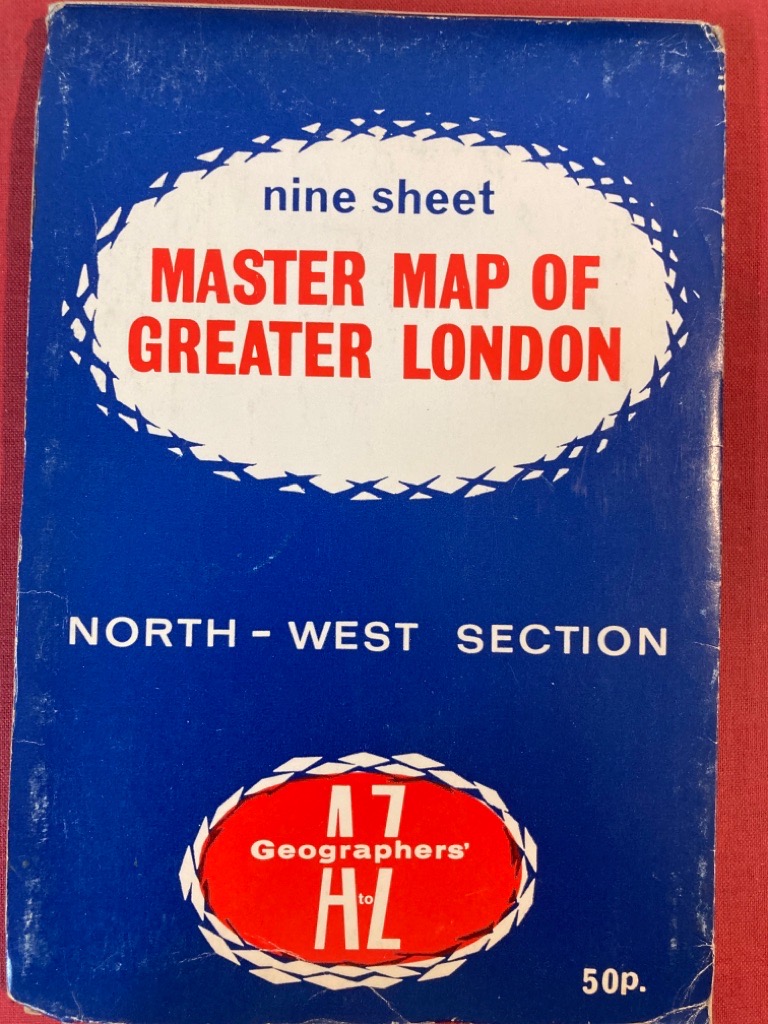 nine sheet
MASTER MAP OF
GREATER LONDON
NORTH - WEST SECTION
A Z
Geographers'
to
50p.